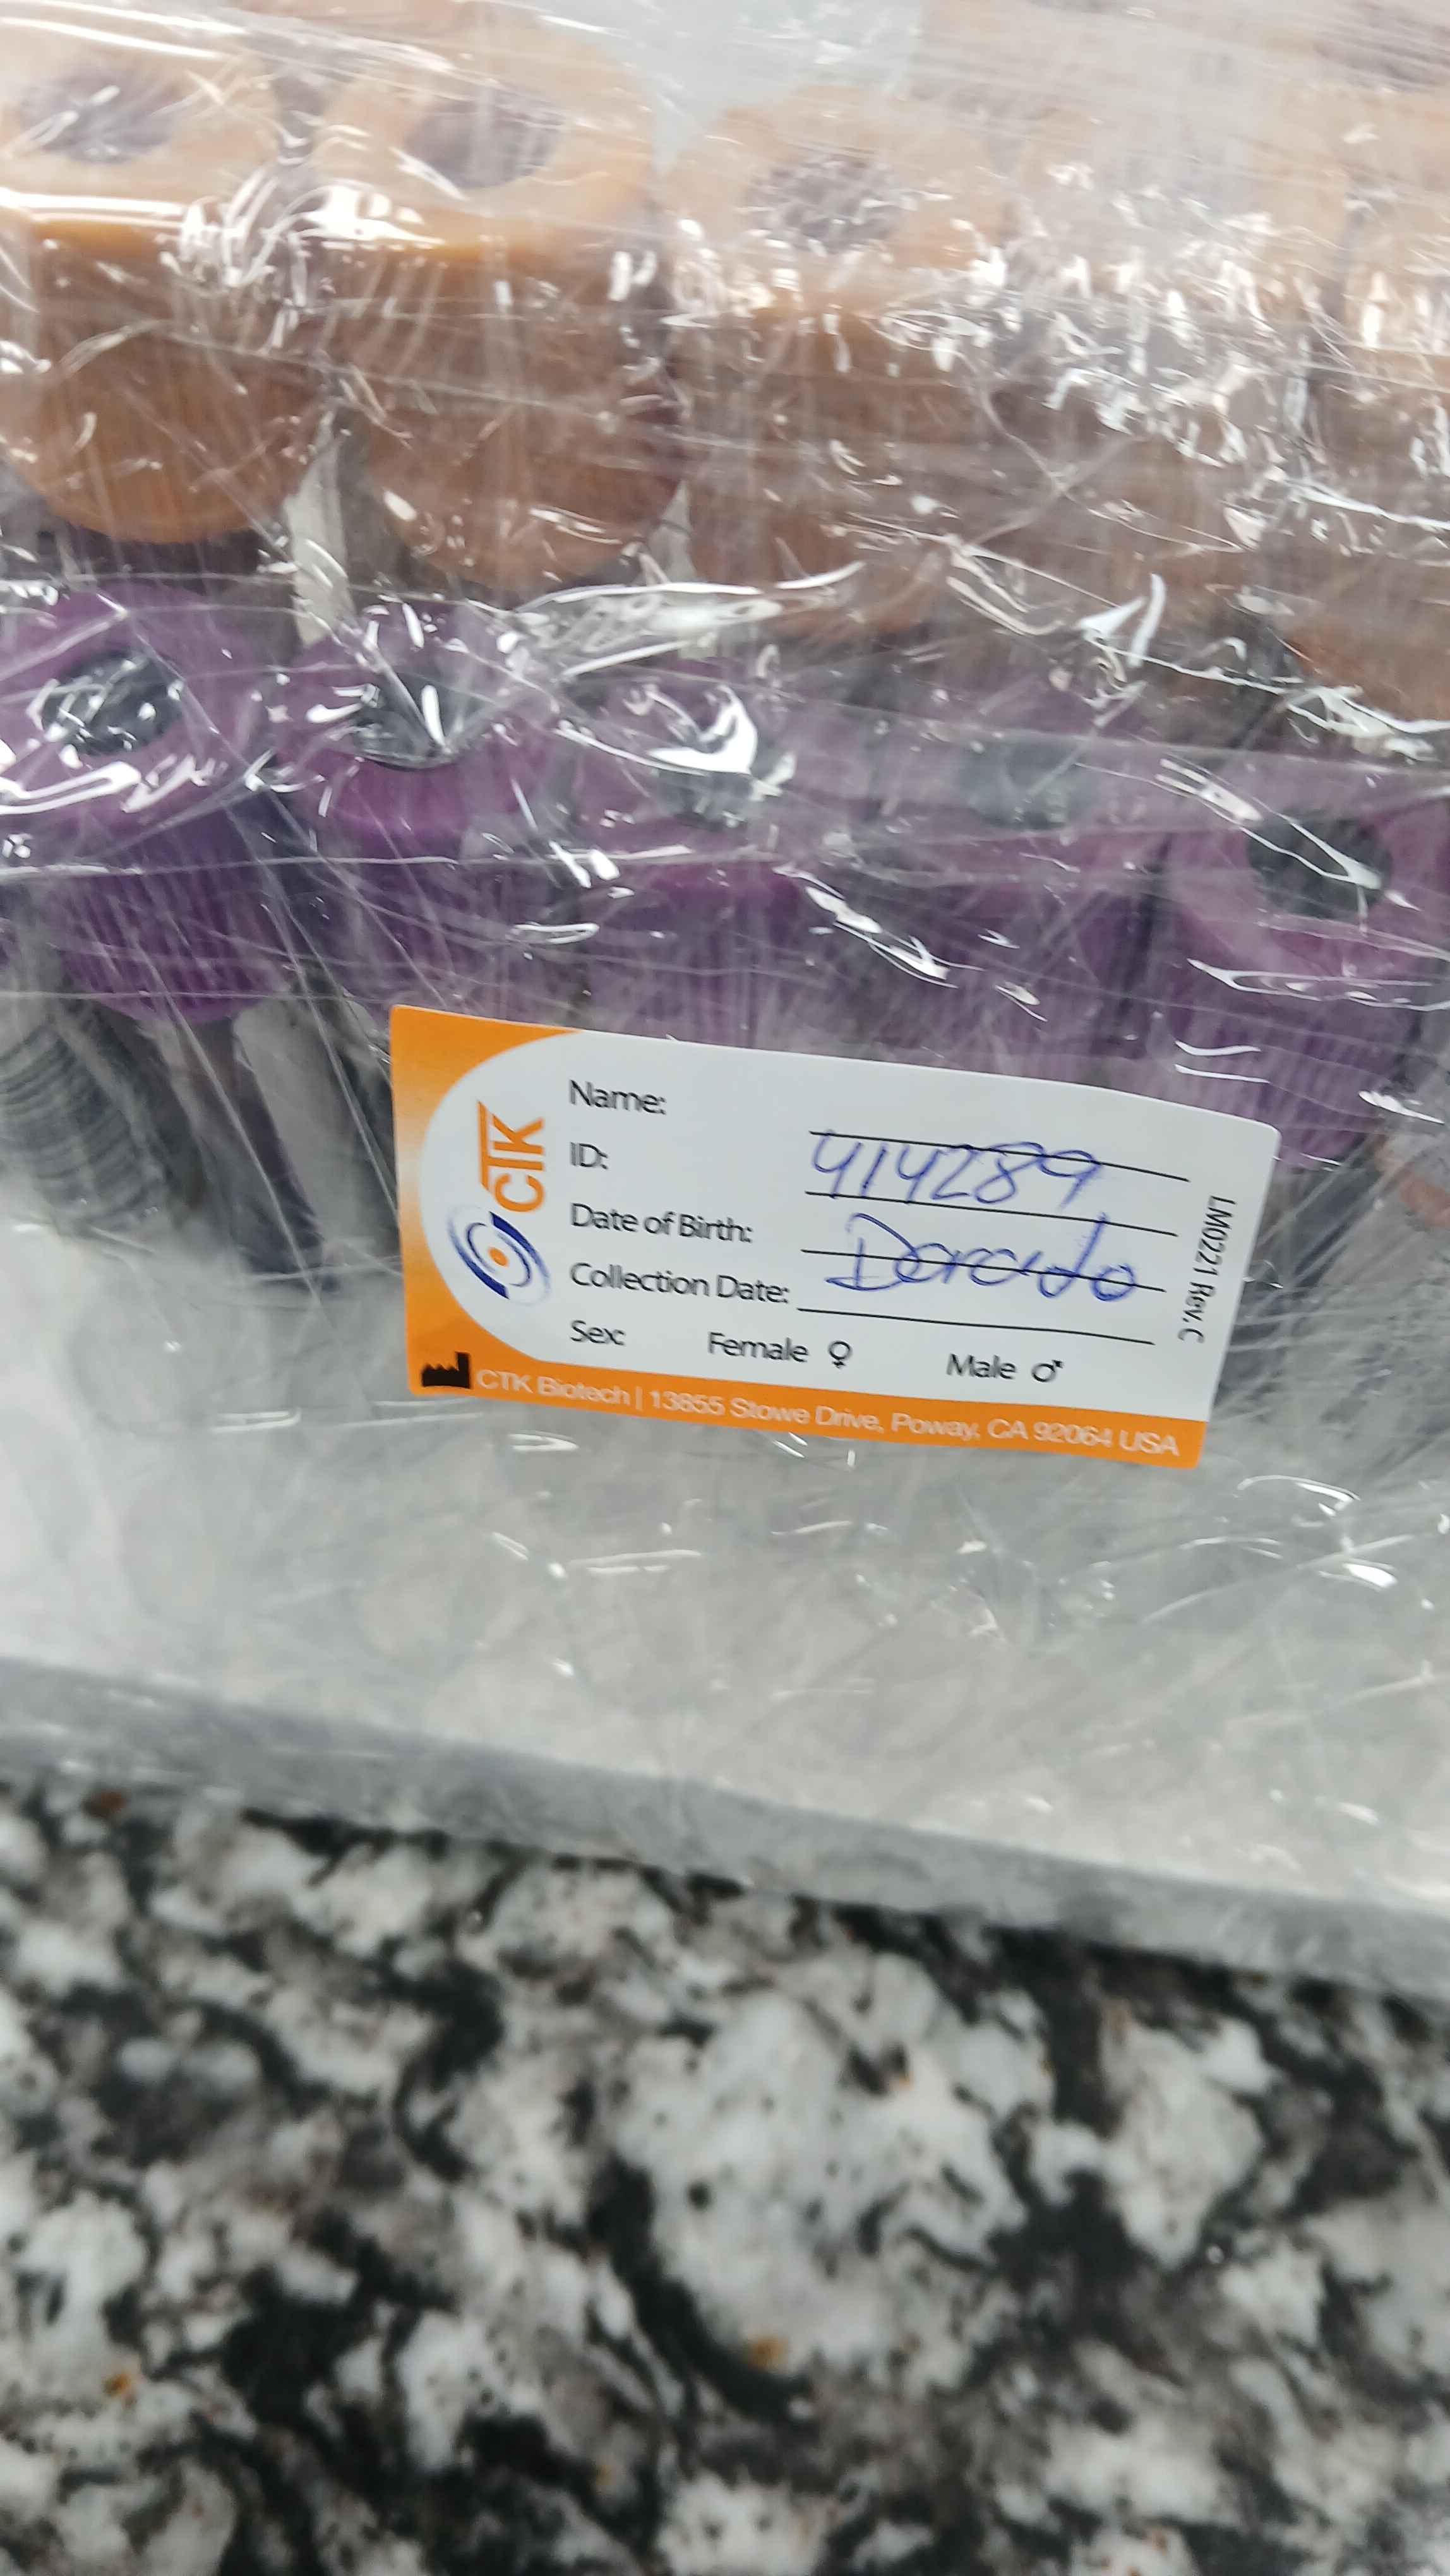 CTK
Name:
ID: 414289
Date of Birth: Dorado
Collection Date:
Sex: Female ♀ Male ♂
LM0221 Rev. C
CTK Biotech | 13855 Stowe Drive, Poway, CA 92064 USA